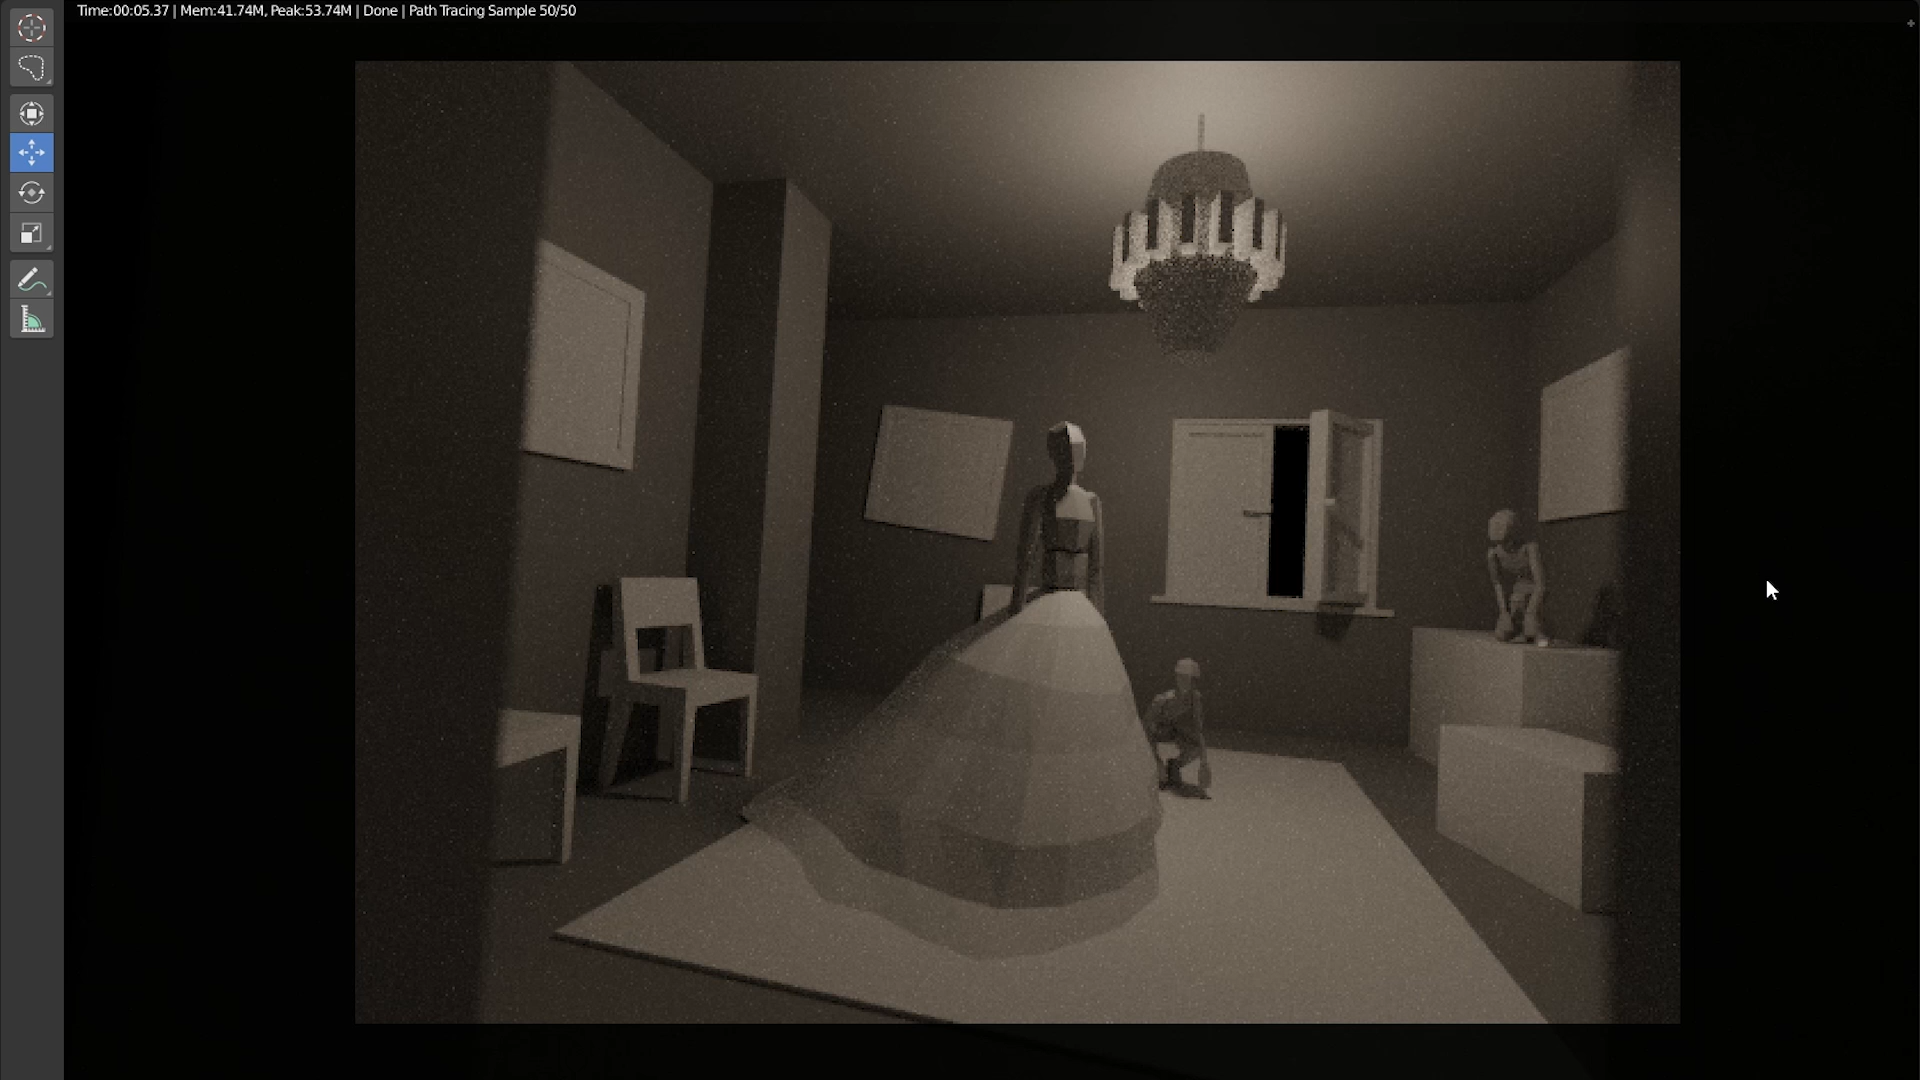 Time:00:05.37 | Mem:41.74M, Peak:53.74M | Done | Path Tracing Sample 50/50